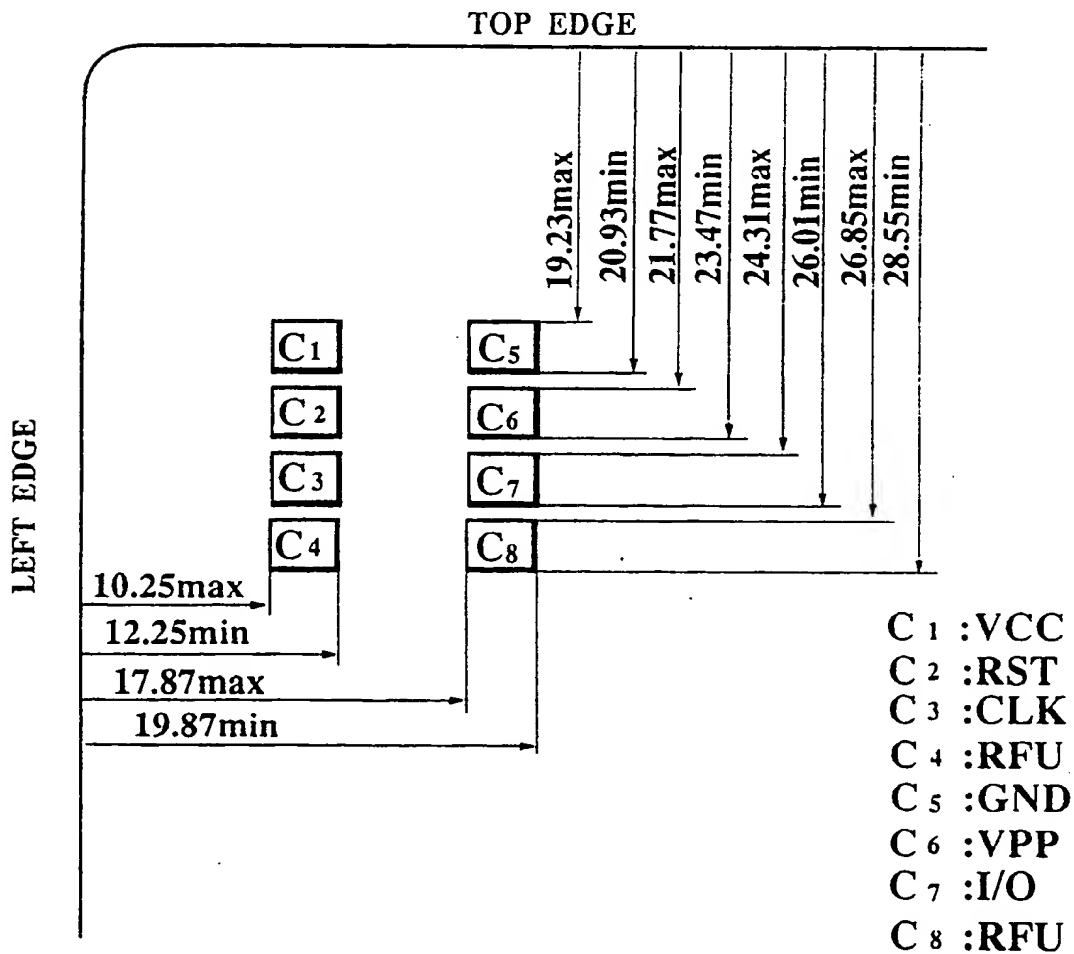 TOP EDGE
19.23max
20.93min
21.77max
23.47min
24.31max
26.01min
26.85max
28.55min
C1
C5
C2
C6
C3
C7
C4
C8
LEFT EDGE
10.25max
12.25min
17.87max
19.87min
C1 :VCC
C2 :RST
C3 :CLK
C4 :RFU
C5 :GND
C6 :VPP
C7 :I/O
C8 :RFU